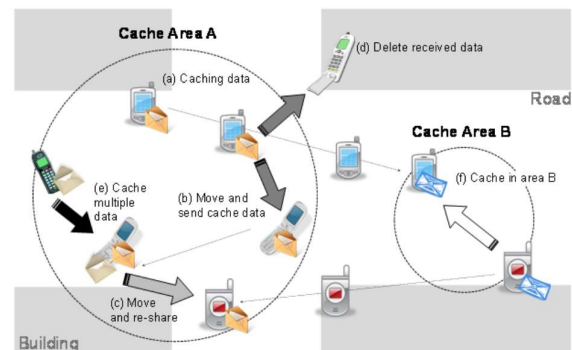 Cache Area A
(d) Delete received data
(a) Caching data
Road
Cache Area B
(e) Cache
multiple
data
(b) Move and
send cache data
(f) Cache in area B
(c) Move
and re-share
Building